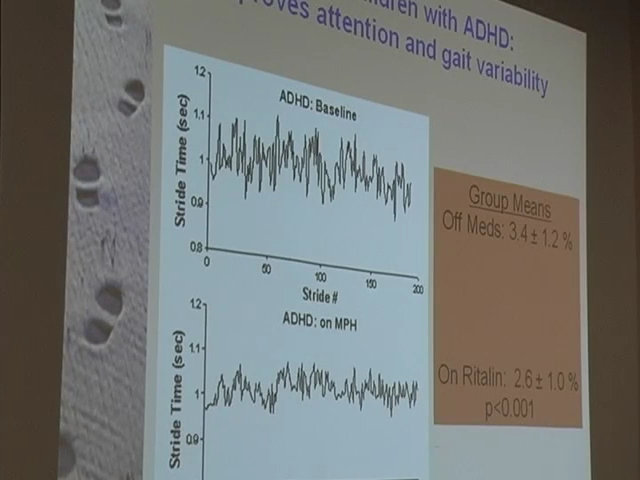 with ADHD:
attention and gait variability
ADHD: Baseline
Stride Time (sec)
1.2
1.1
1
0.9
0.8
0
50
100
150
200
Stride #
ADHD: on MPH
Stride Time (sec)
1.2
1.1
1
0.9
Group Means
Off Meds: 3.4 ± 1.2 %
On Ritalin: 2.6 ± 1.0 %
p<0.001